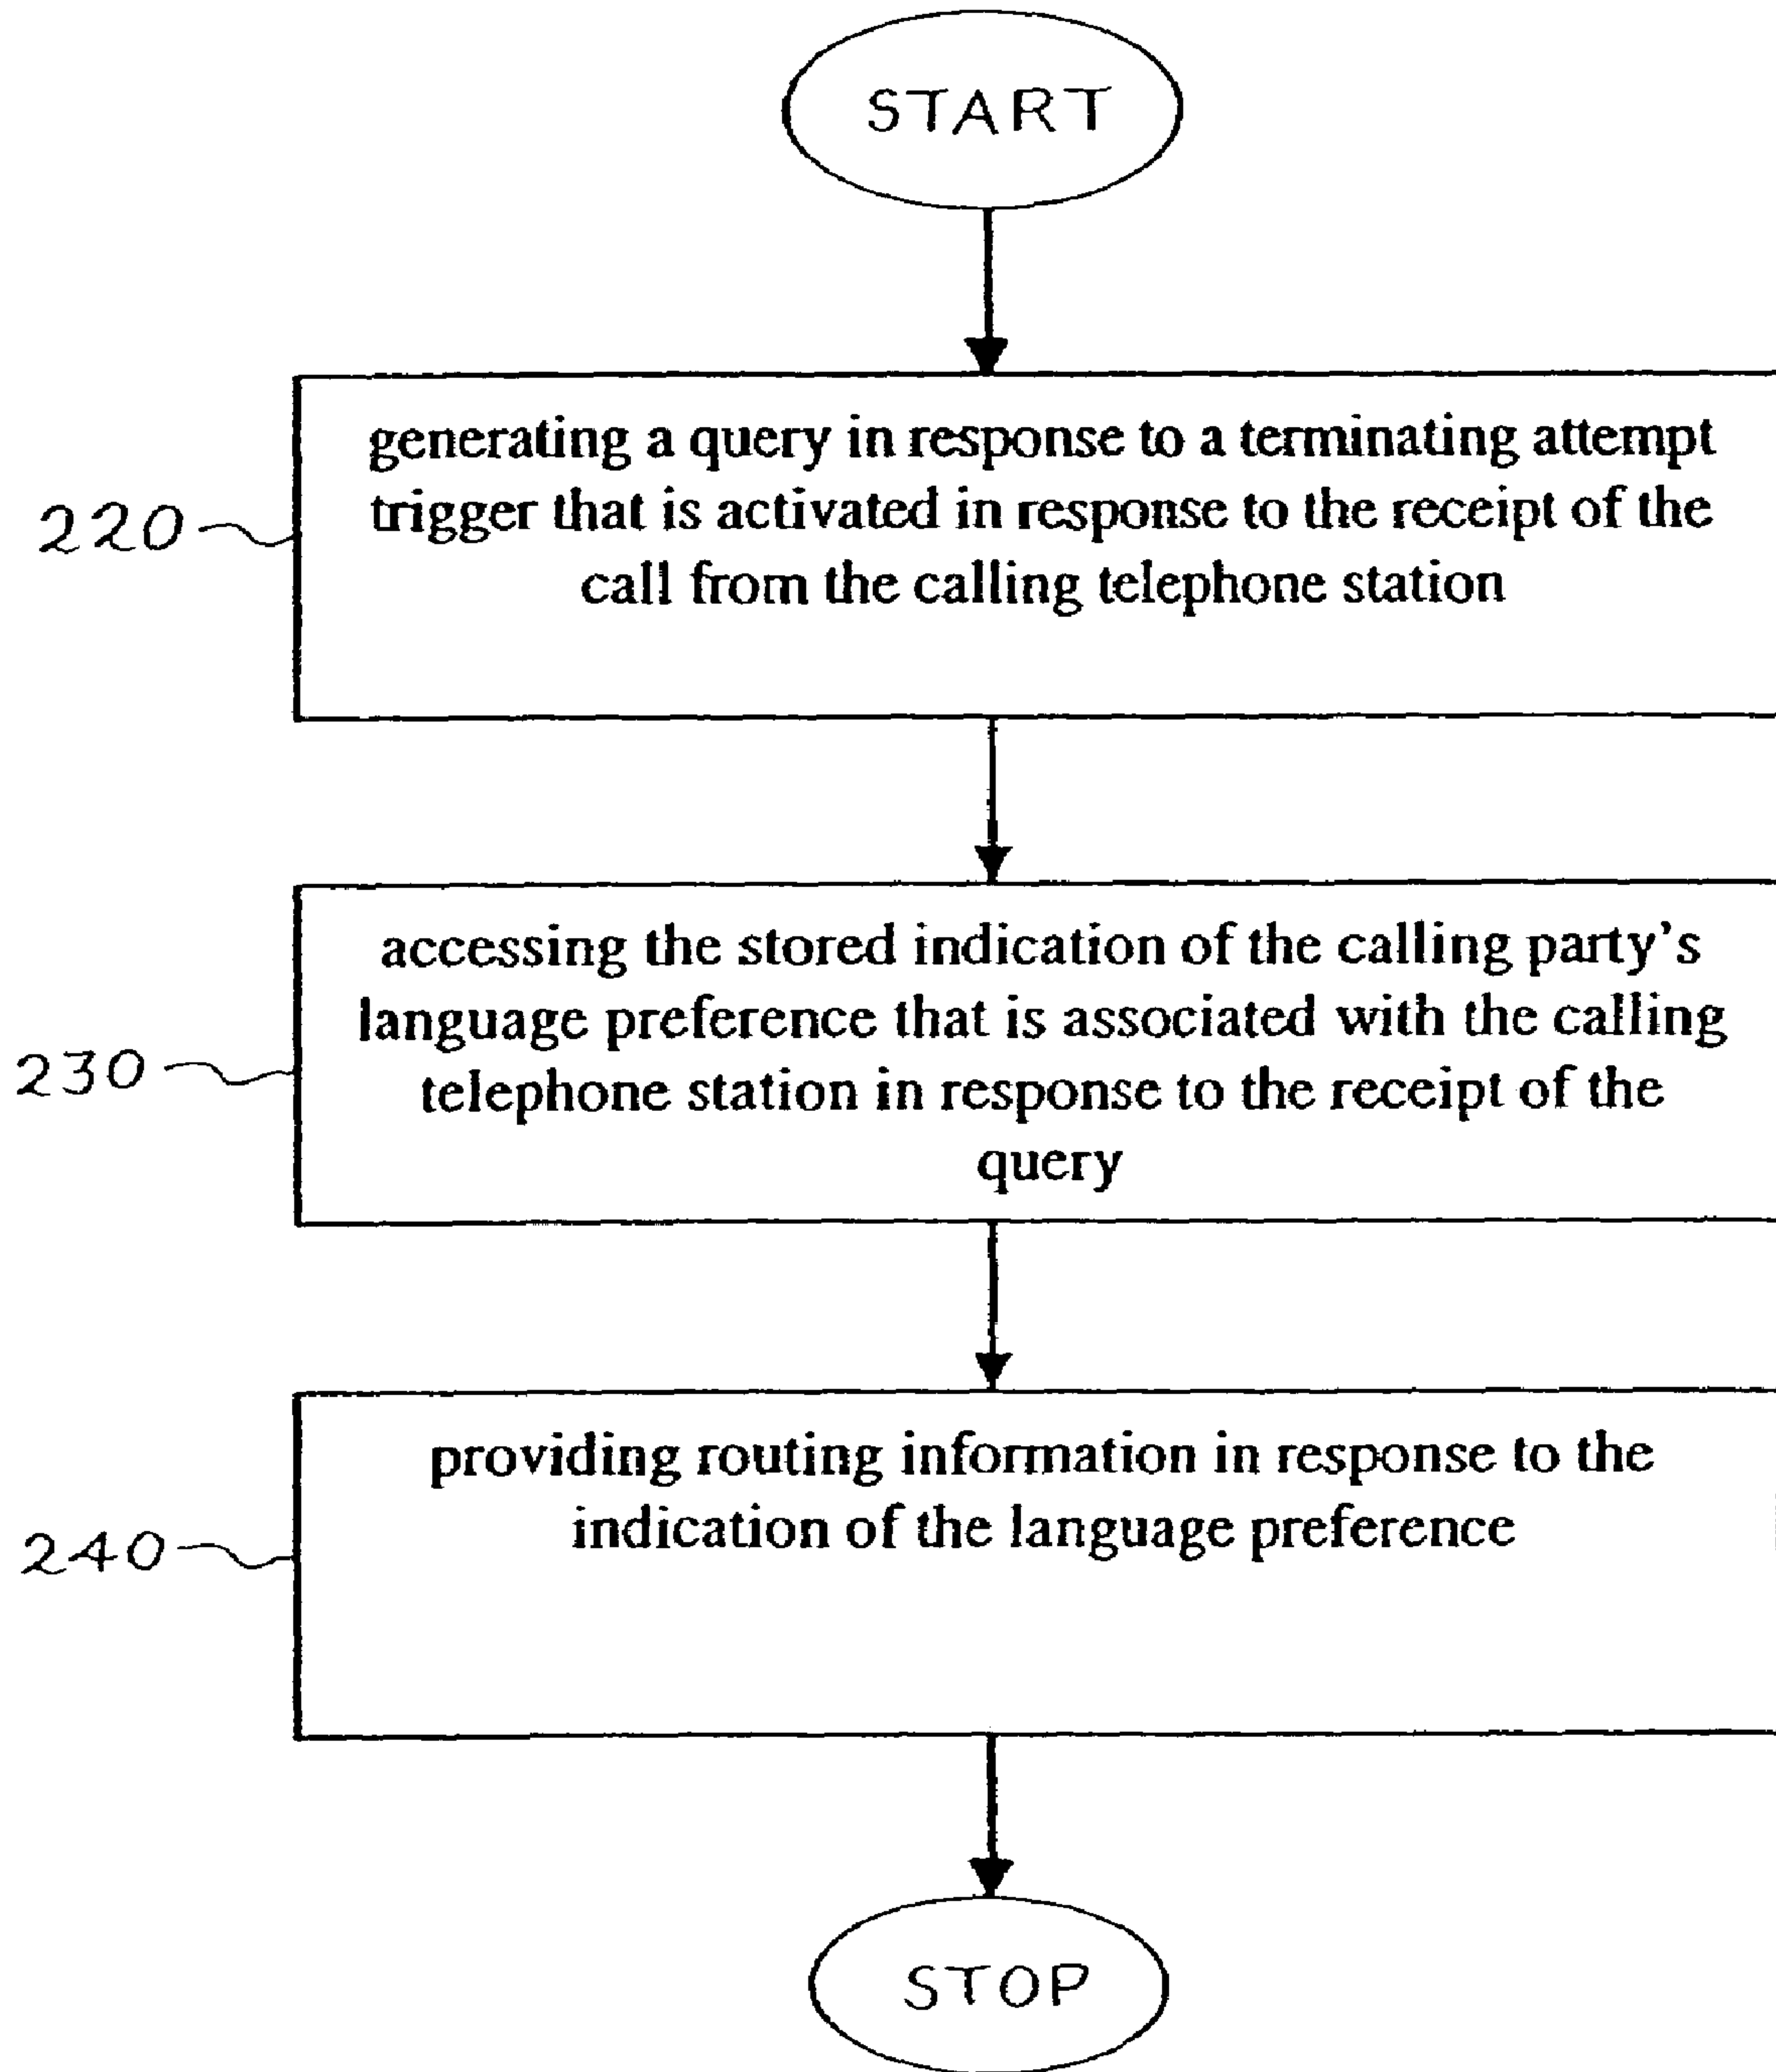 START
generating a query in response to a terminating attempt
trigger that is activated in response to the receipt of the
call from the calling telephone station
220
accessing the stored indication of the calling party's
language preference that is associated with the calling
telephone station in response to the receipt of the
query
230
providing routing information in response to the
indication of the language preference
240
STOP